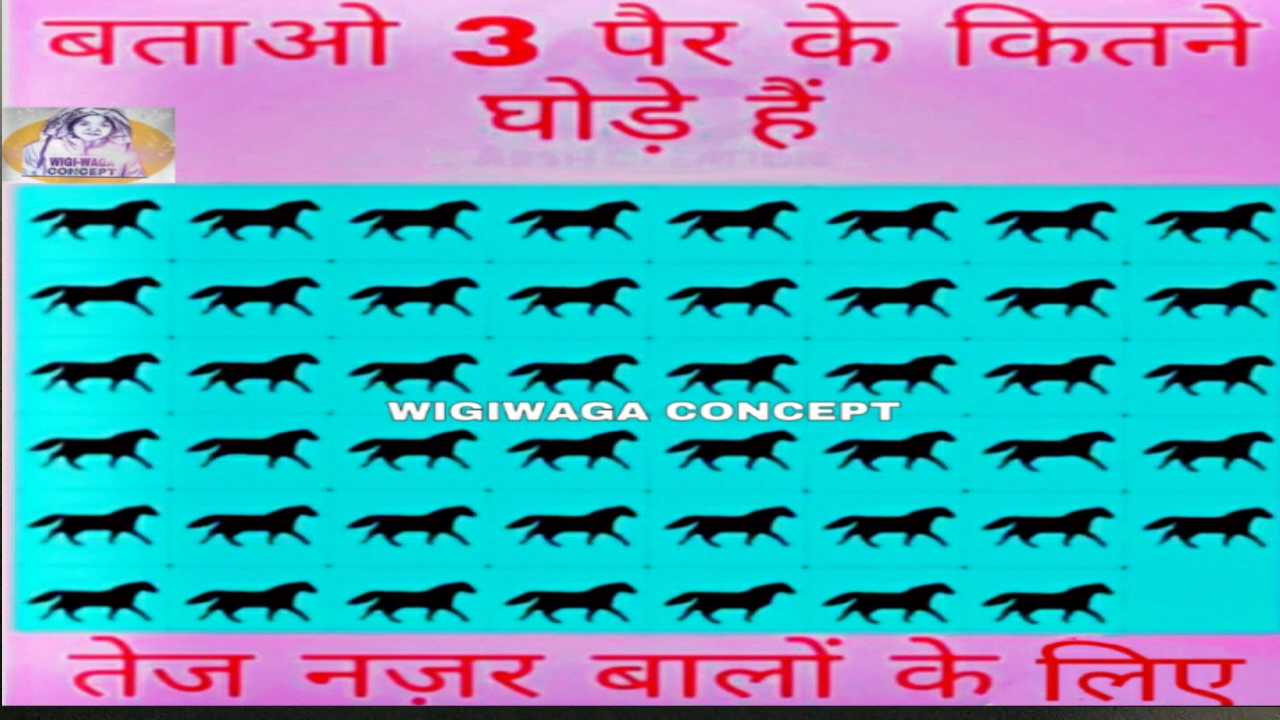 बताओ 3 पैर के कितने
घोड़े हैं
WIGI-WAGA
CONCEPT
WIGIWAGA CONCEPT
तेज नज़र बालों के लिए